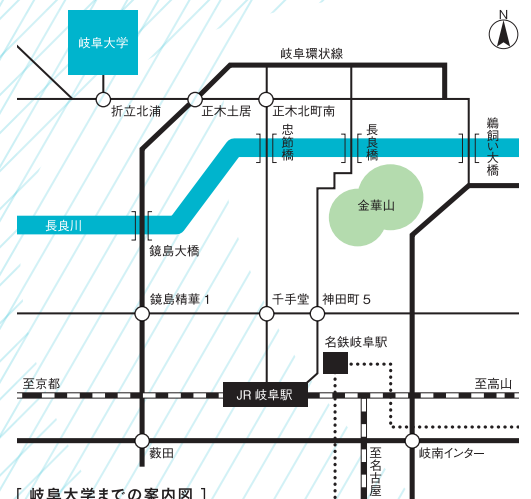 N
岐阜大学
岐阜環状線
折立北浦
正木土居
正木北町南
忠節橋
長良橋
鵜飼い大橋
金華山
長良川
鏡島大橋
鏡島精華 1
千手堂
神田町 5
名鉄岐阜駅
至京都
JR 岐阜駅
至高山
薮田
至名古屋
岐南インター
[ 岐阜大学までの案内図 ]